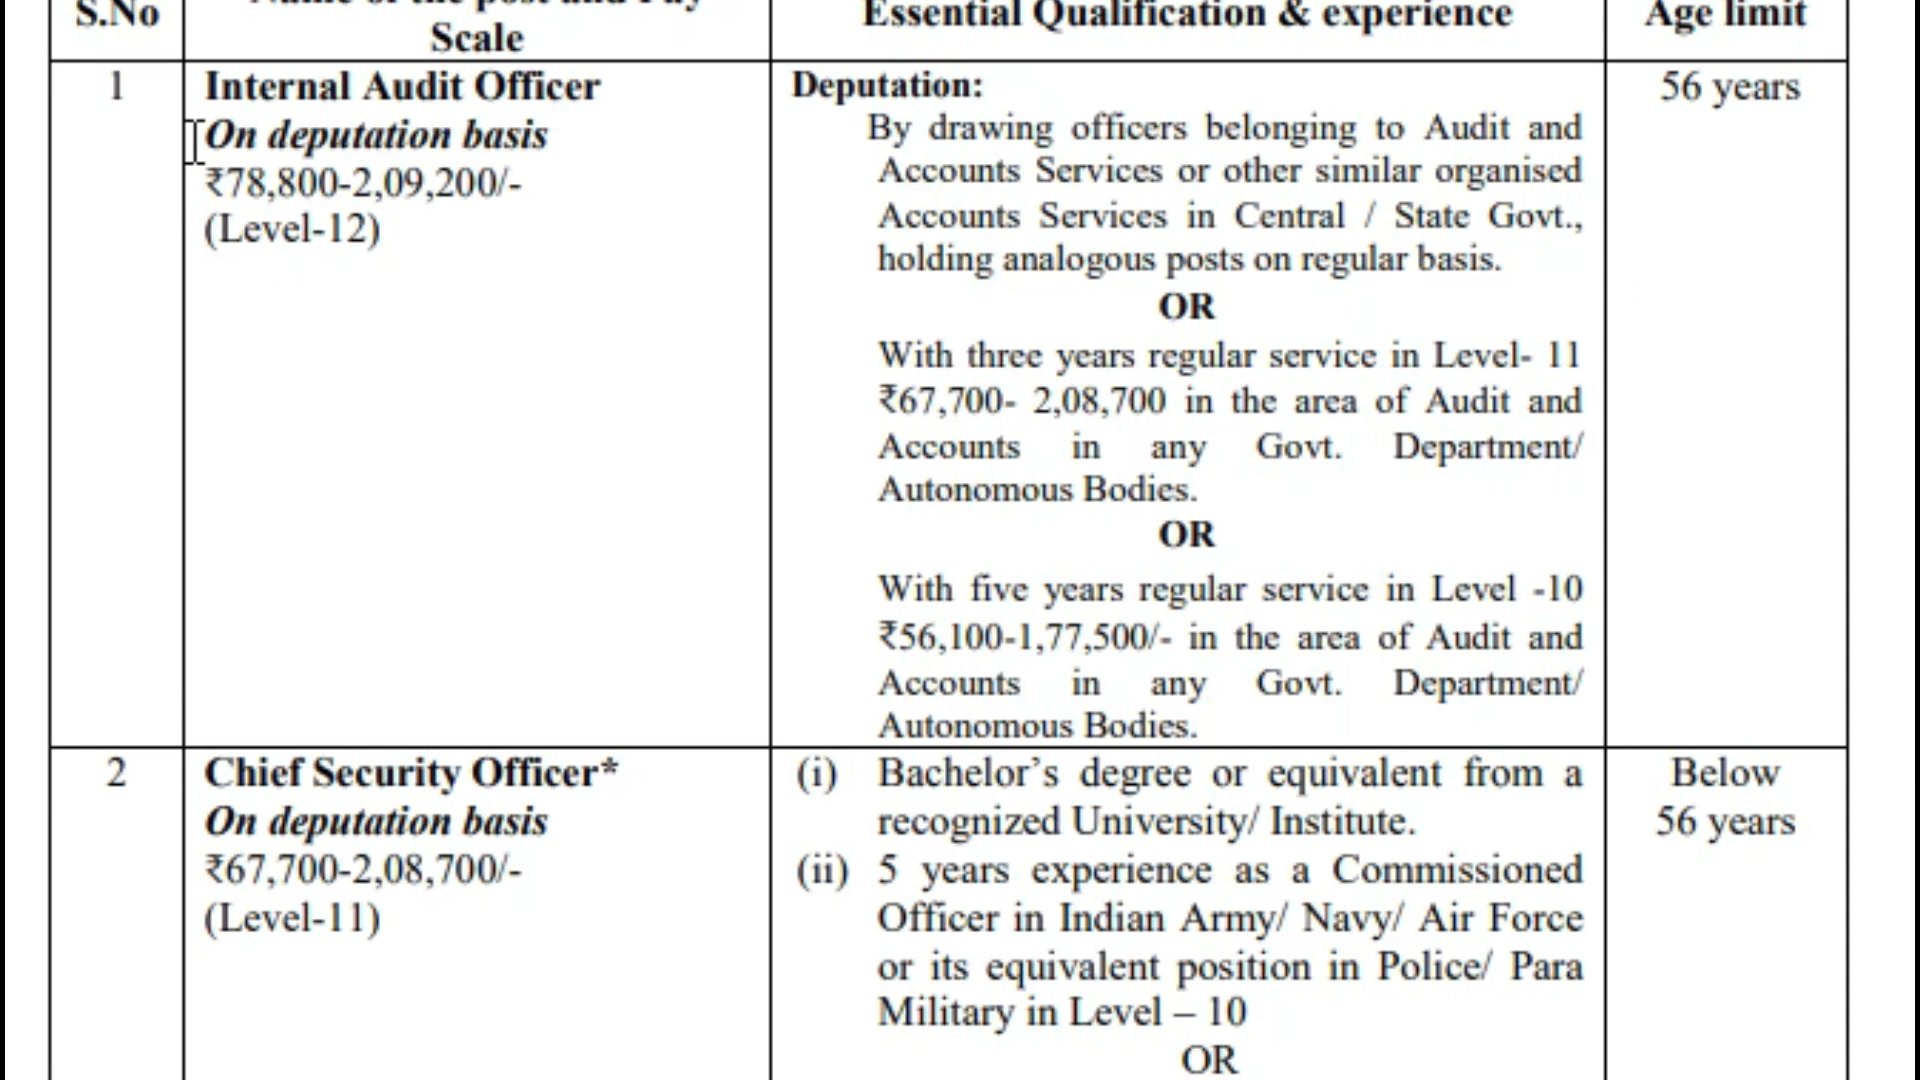 S.No
Name of the post and Pay
Scale
Essential Qualification & experience
Age limit
1
Internal Audit Officer
On deputation basis
₹78,800-2,09,200/-
(Level-12)
Deputation:
By drawing officers belonging to Audit and
Accounts Services or other similar organised
Accounts Services in Central / State Govt.,
holding analogous posts on regular basis.
OR
With three years regular service in Level- 11
₹67,700- 2,08,700 in the area of Audit and
Accounts in any Govt. Department/
Autonomous Bodies.
OR
With five years regular service in Level -10
₹56,100-1,77,500/- in the area of Audit and
Accounts in any Govt. Department/
Autonomous Bodies.
56 years
2
Chief Security Officer*
On deputation basis
₹67,700-2,08,700/-
(Level-11)
(i) Bachelor’s degree or equivalent from a
recognized University/ Institute.
(ii) 5 years experience as a Commissioned
Officer in Indian Army/ Navy/ Air Force
or its equivalent position in Police/ Para
Military in Level – 10
OR
Below
56 years